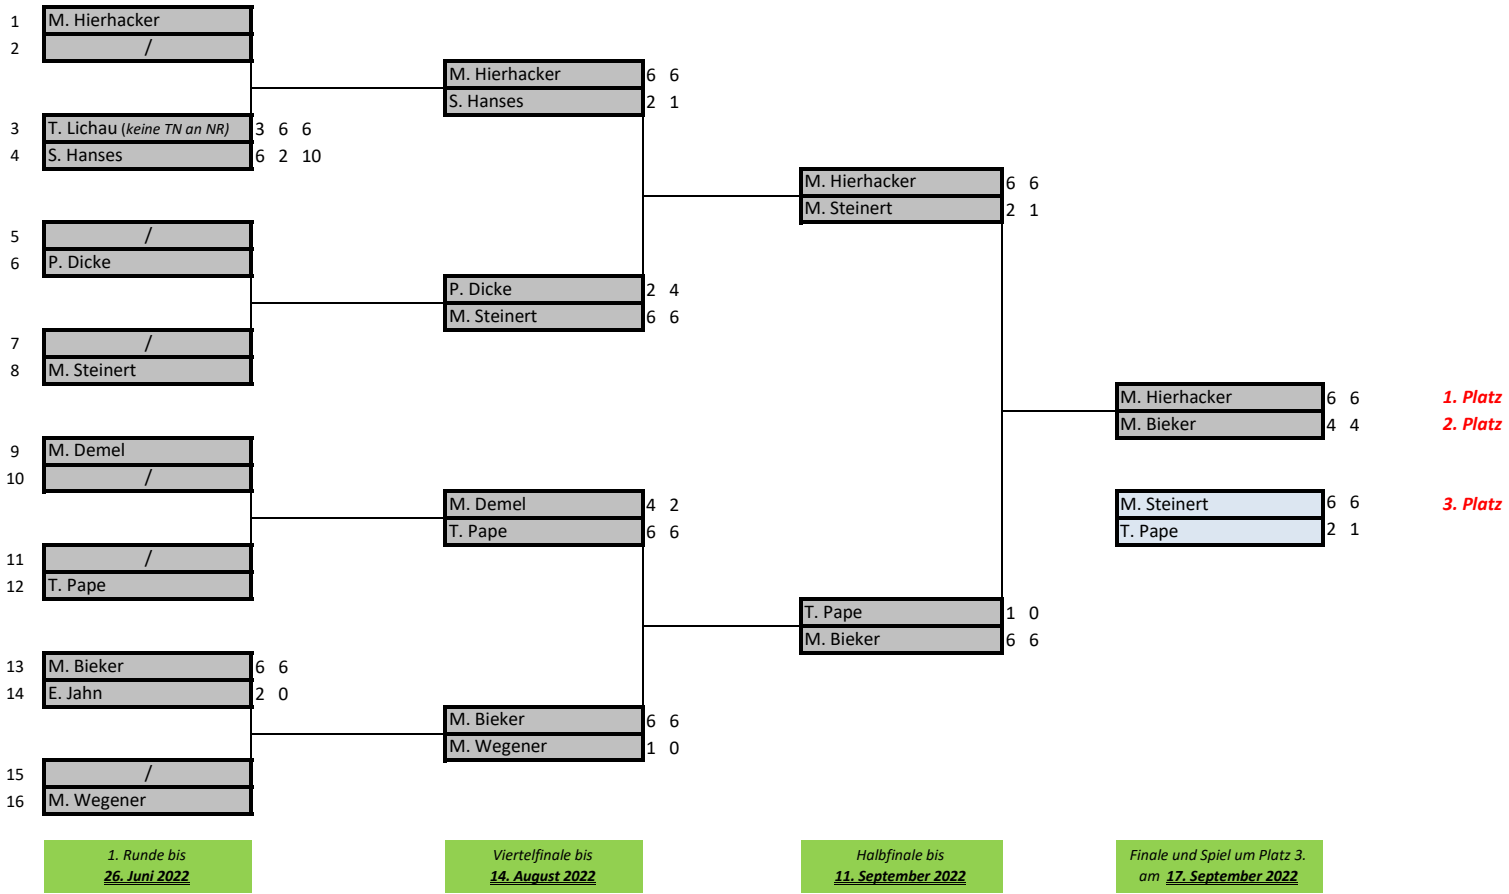 1 M. Hierhacker
2 /
M. Hierhacker 6 6
S. Hanses 2 1
3 T. Lichau (keine TN an NR) 3 6 6
4 S. Hanses 6 2 10
M. Hierhacker 6 6
M. Steinert 2 1
5 /
6 P. Dicke
P. Dicke 2 4
M. Steinert 6 6
7 /
8 M. Steinert
M. Hierhacker 6 6 1. Platz
M. Bieker 4 4 2. Platz
9 M. Demel
10 /
M. Demel 4 2
T. Pape 6 6
M. Steinert 6 6 3. Platz
T. Pape 2 1
11 /
12 T. Pape
T. Pape 1 0
M. Bieker 6 6
13 M. Bieker 6 6
14 E. Jahn 2 0
M. Bieker 6 6
M. Wegener 1 0
15 /
16 M. Wegener
1. Runde bis
26. Juni 2022
Viertelfinale bis
14. August 2022
Halbfinale bis
11. September 2022
Finale und Spiel um Platz 3.
am 17. September 2022